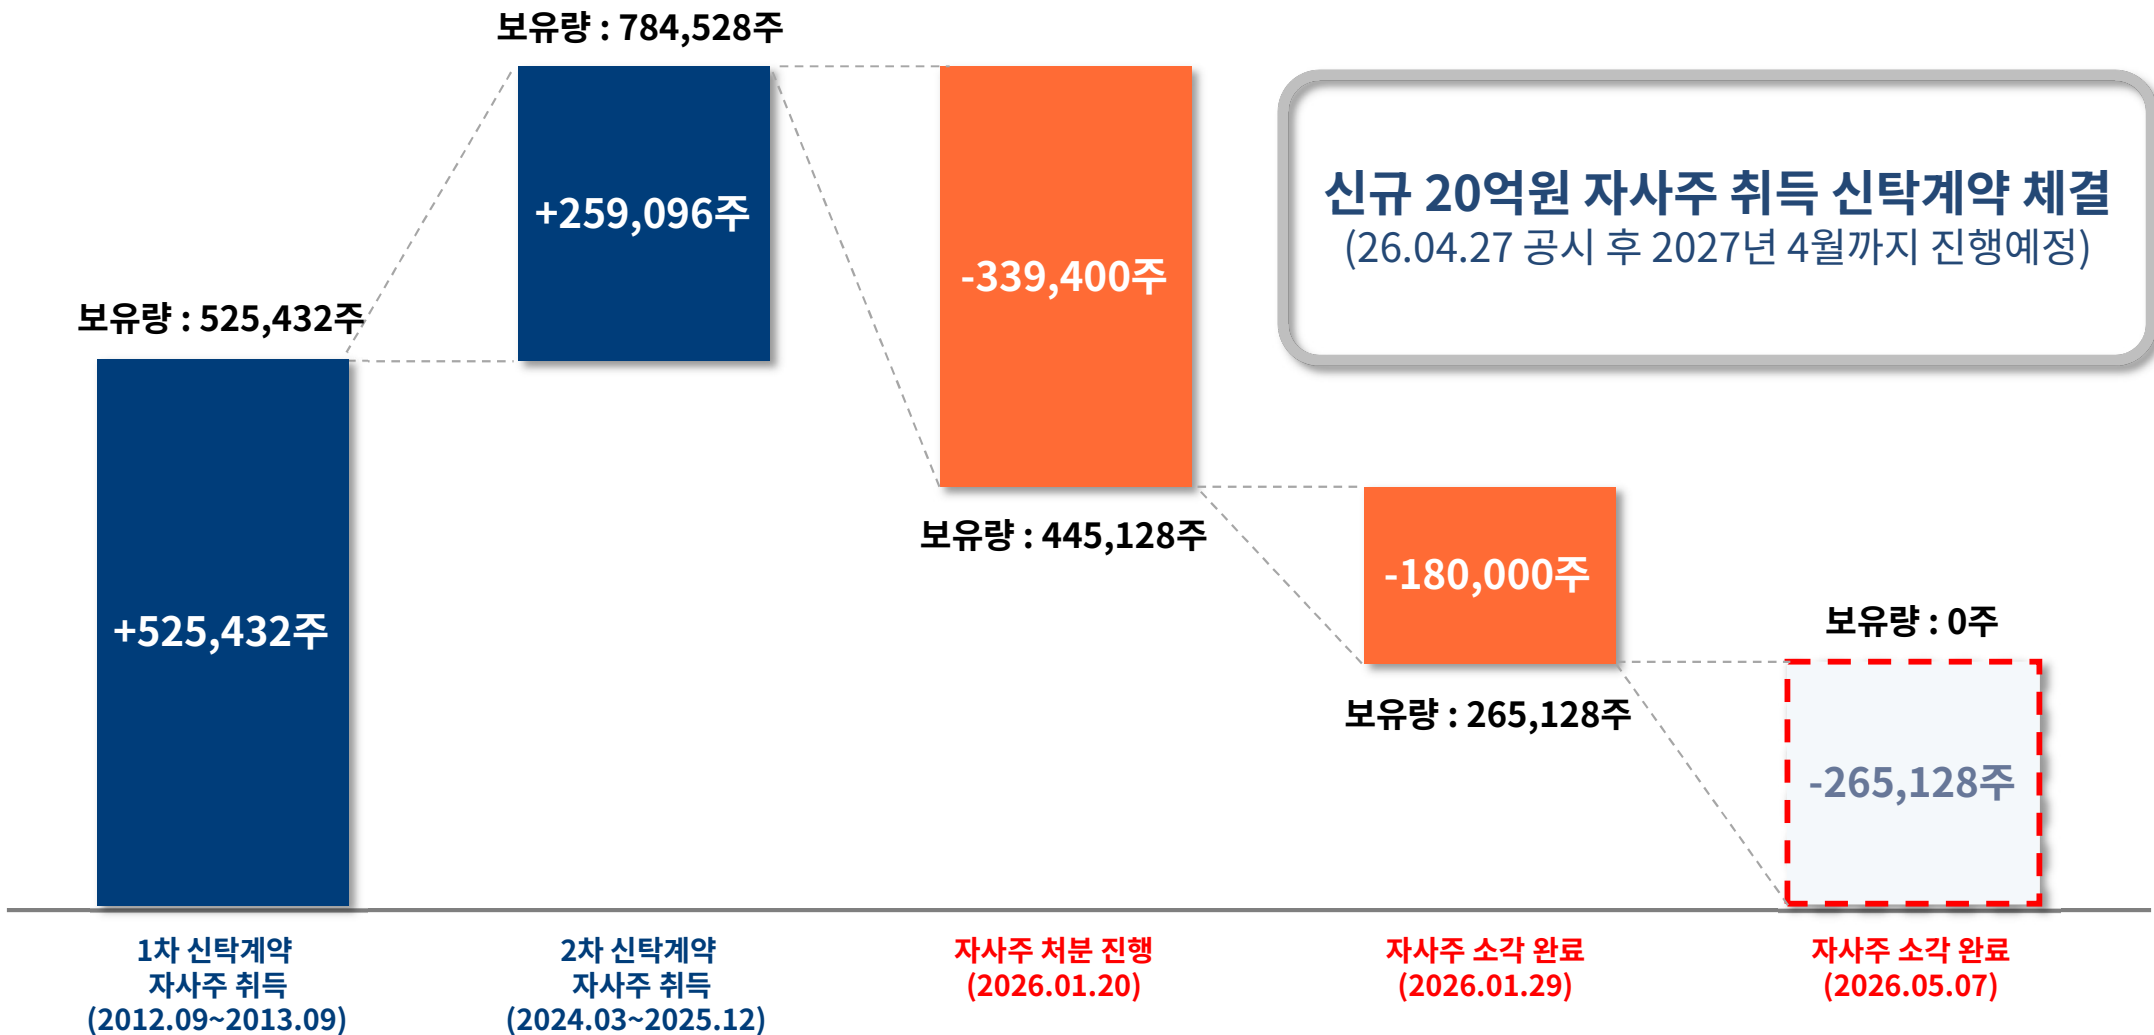 보유량 : 784,528주
+259,096주
-339,400주
신규 20억원 자사주 취득 신탁계약 체결
(26.04.27 공시 후 2027년 4월까지 진행예정)
보유량 : 525,432주
+525,432주
보유량 : 445,128주
-180,000주
보유량 : 265,128주
보유량 : 0주
-265,128주
1차 신탁계약
자사주 취득
(2012.09~2013.09)
2차 신탁계약
자사주 취득
(2024.03~2025.12)
자사주 처분 진행
(2026.01.20)
자사주 소각 완료
(2026.01.29)
자사주 소각 완료
(2026.05.07)